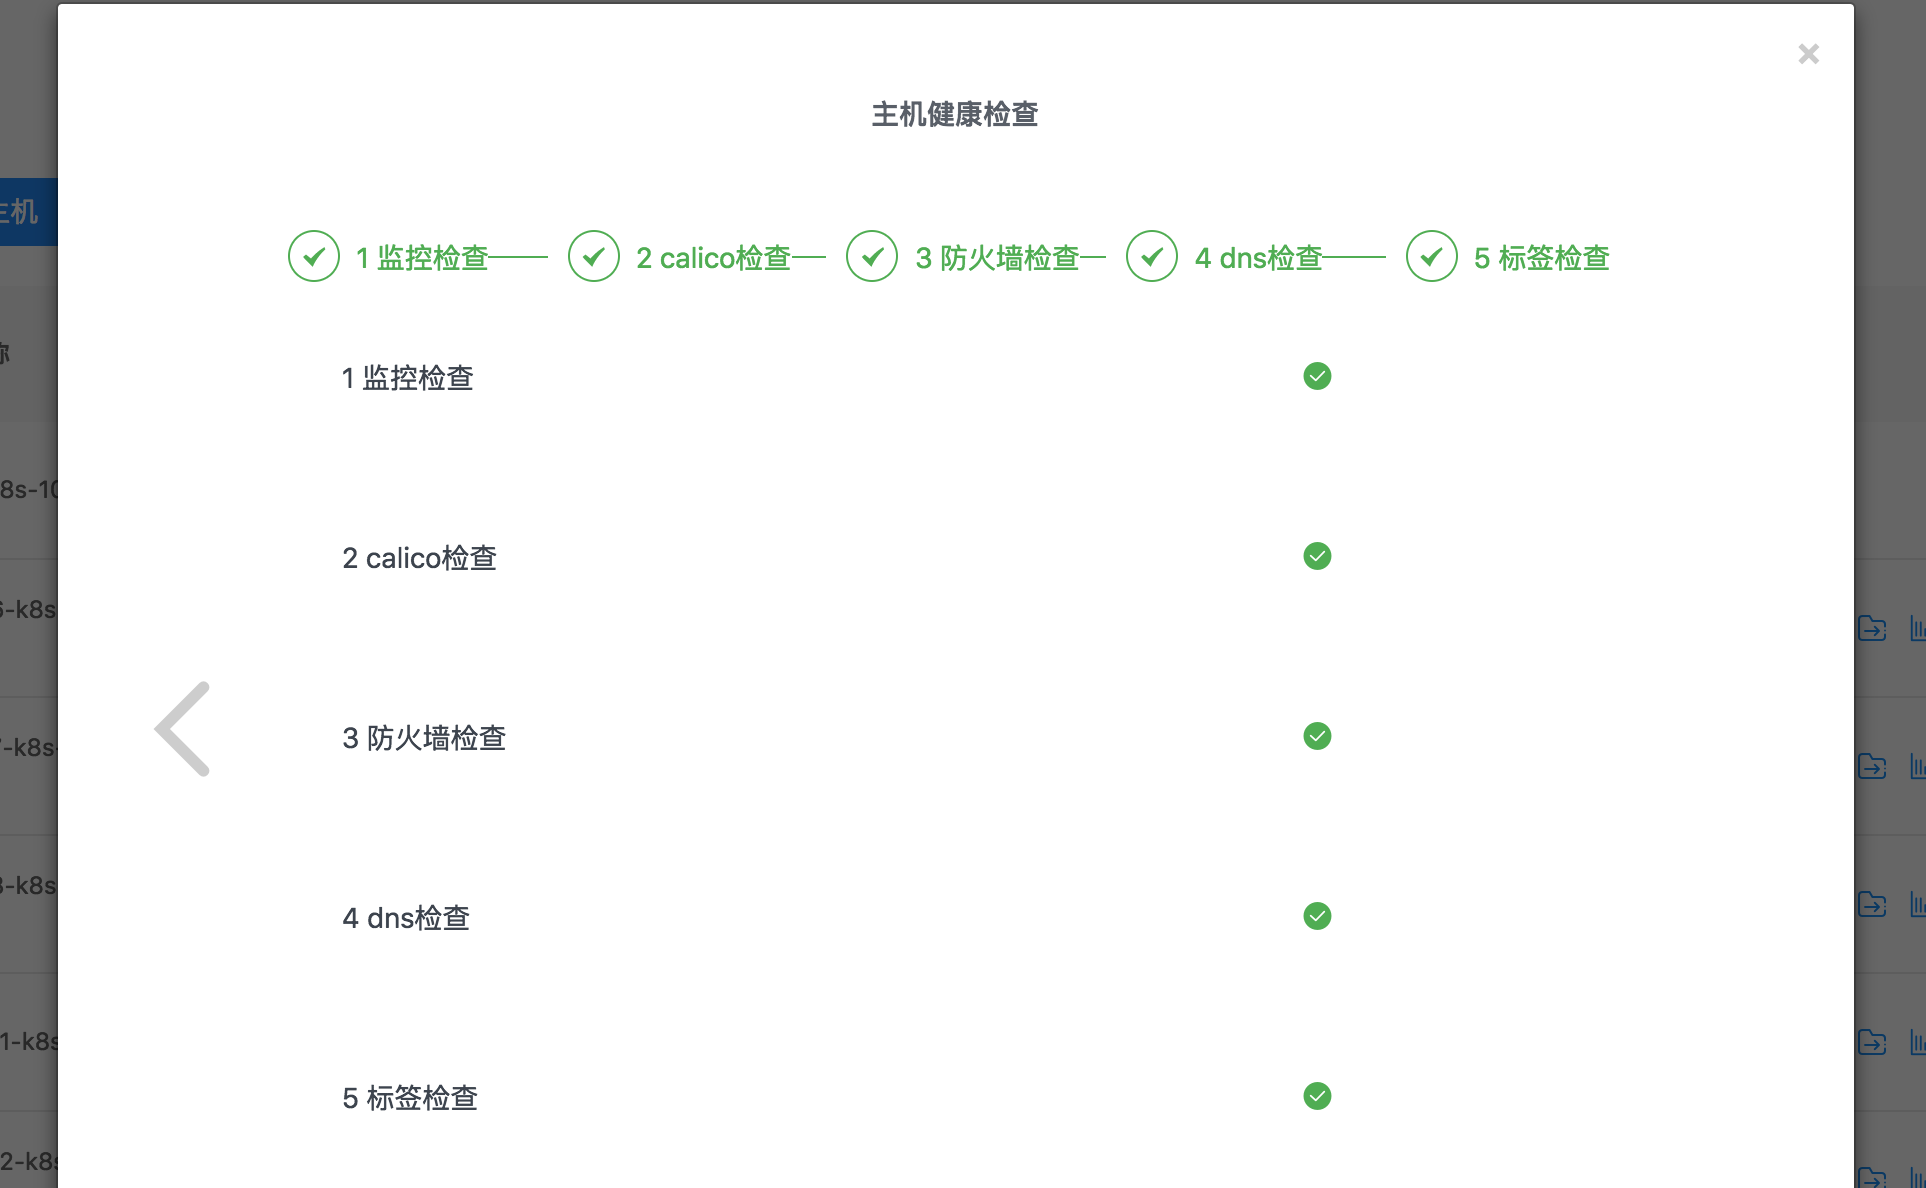 主机健康检查
主机
1 监控检查
2 calico检查
3 防火墙检查
4 dns检查
5 标签检查
1 监控检查
8s-10
2 calico检查
-k8s
3 防火墙检查
-k8s-
4 dns检查
-k8s
1-k8s
5 标签检查
2-k8s